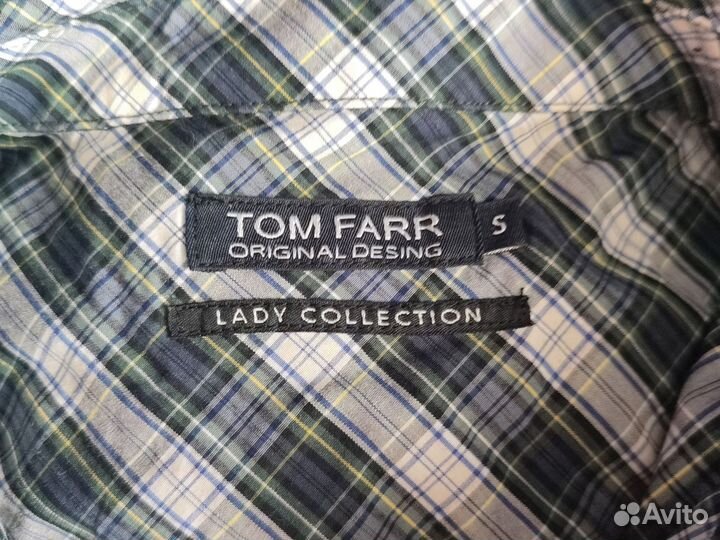 TOM FARR S
ORIGINAL DESING
LADY COLLECTION
Avito